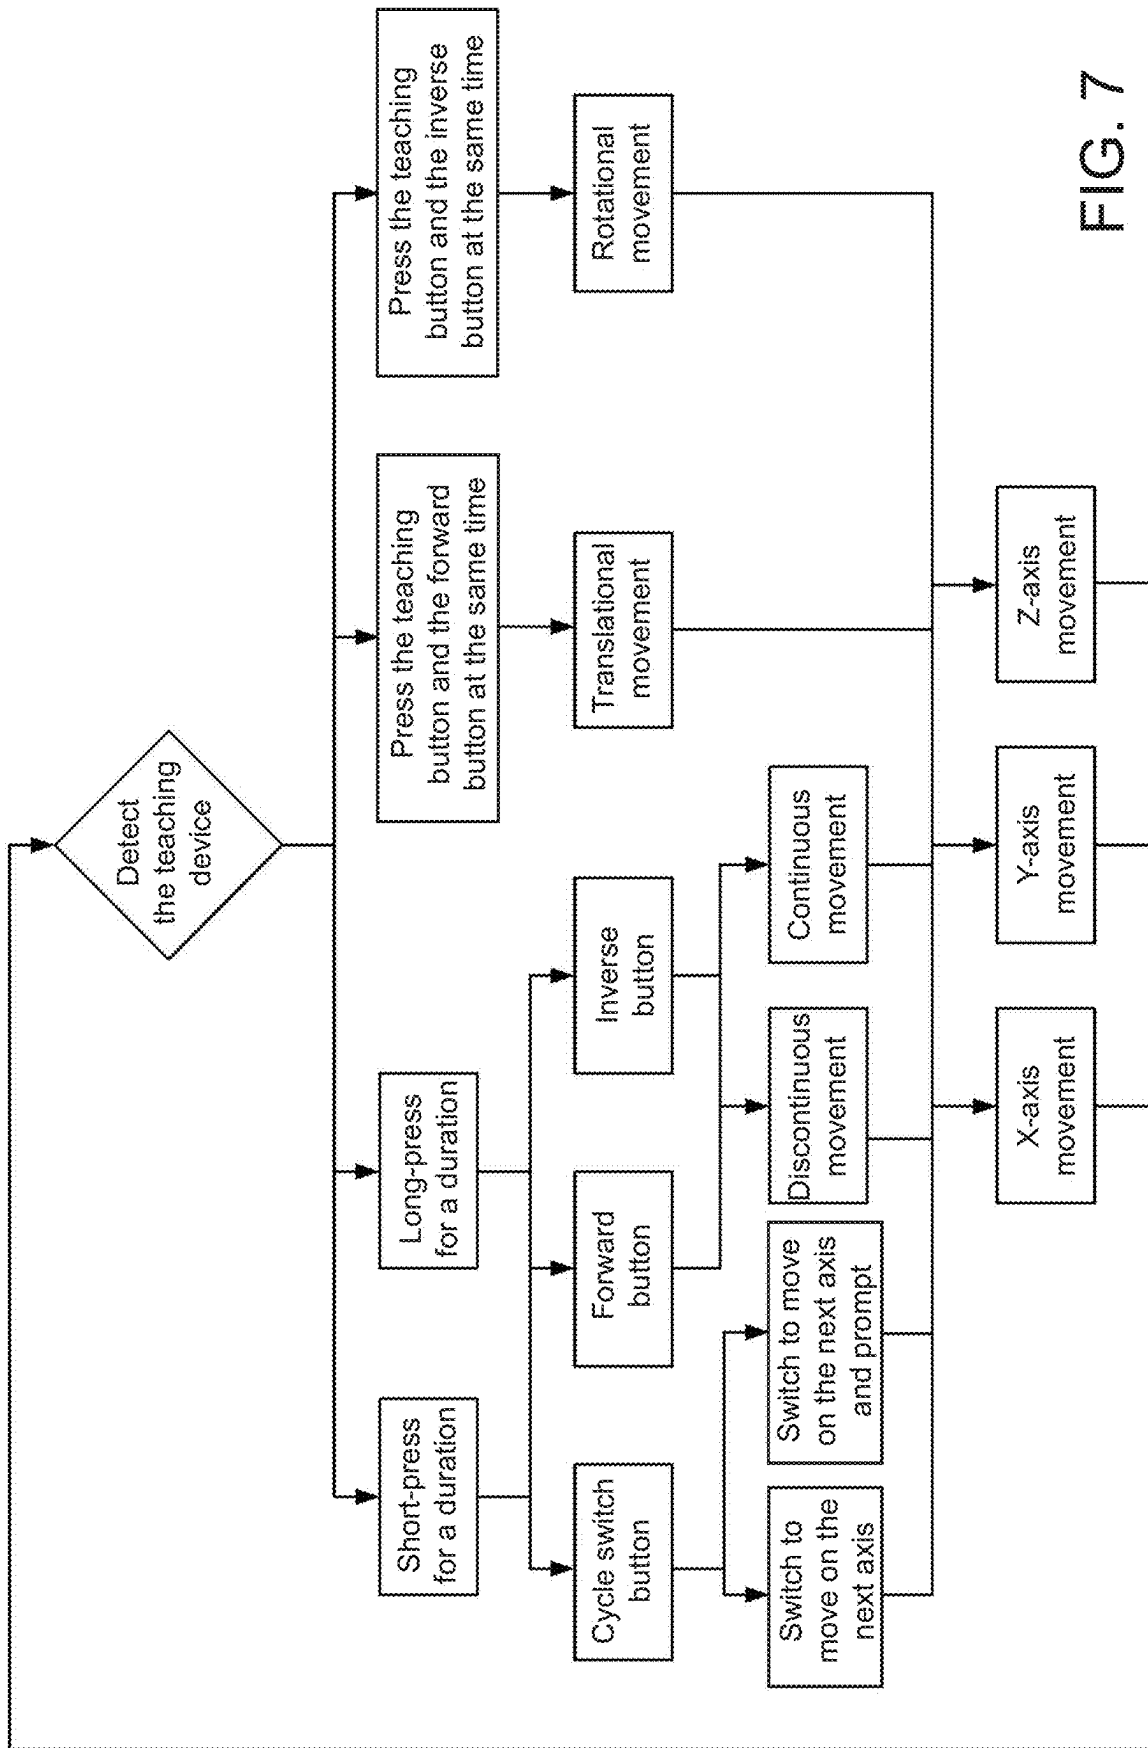 Detect
the teaching
device
Short-press
for a duration
Long-press
for a duration
Press the teaching
button and the forward
button at the same time
Press the teaching
button and the inverse
button at the same time
Cycle switch
button
Forward
button
Inverse
button
Translational
movement
Rotational
movement
Switch to
move on the
next axis
Switch to move
on the next axis
and prompt
Discontinuous
movement
Continuous
movement
X-axis
movement
Y-axis
movement
Z-axis
movement
FIG. 7